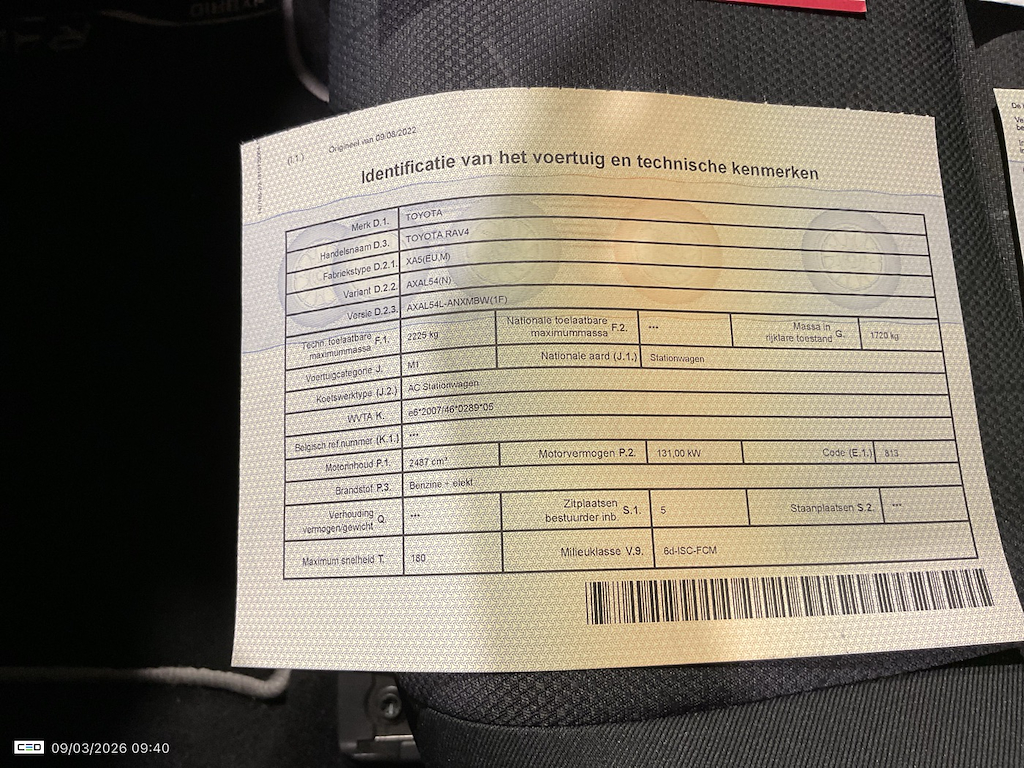 (I.1.) Origineel van 09/08/2022
Identificatie van het voertuig en technische kenmerken
Merk D.1. TOYOTA
Handelsnaam D.3. TOYOTA RAV4
Fabriekstype D.2.1. XA5(EU,M)
Variant D.2.2. AXAL54(N)
Versie D.2.3. AXAL54L-ANXMBW(1F)
Techn. toelaatbare maximummassa F.1. 2225 kg Nationale toelaatbare maximummassa F.2. *** Massa in rijklare toestand G. 1720 kg
Voertuigcategorie J. M1 Nationale aard (J.1.) Stationwagen
Koetswerktype (J.2.) AC Stationwagen
WVTA K. e6*2007/46*0289*05
Belgisch ref.nummer (K.1.) ***
Motorinhoud P.1. 2487 cm³ Motorvermogen P.2. 131,00 kW Code (E.1.) 813
Brandstof P.3. Benzine + elekt
Verhouding vermogen/gewicht Q. *** Zitplaatsen bestuurder inb. S.1. 5 Staanplaatsen S.2. ***
Maximum snelheid T. 180 Milieuklasse V.9. 6d-ISC-FCM
CEO 09/03/2026 09:40